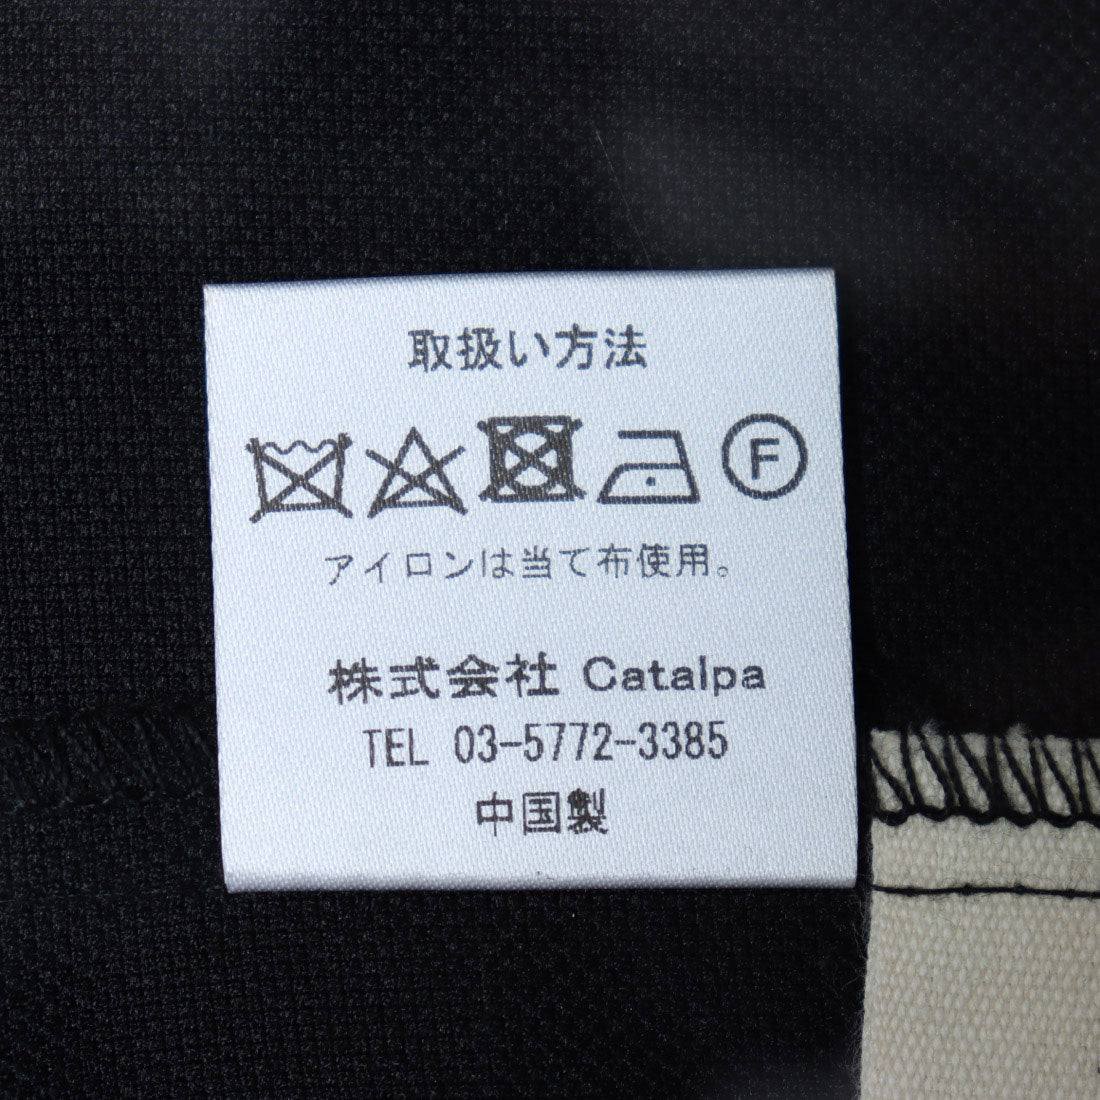 取扱い方法
F
アイロンは当て布使用。
株式会社 Catalpa
TEL 03-5772-3385
中国製